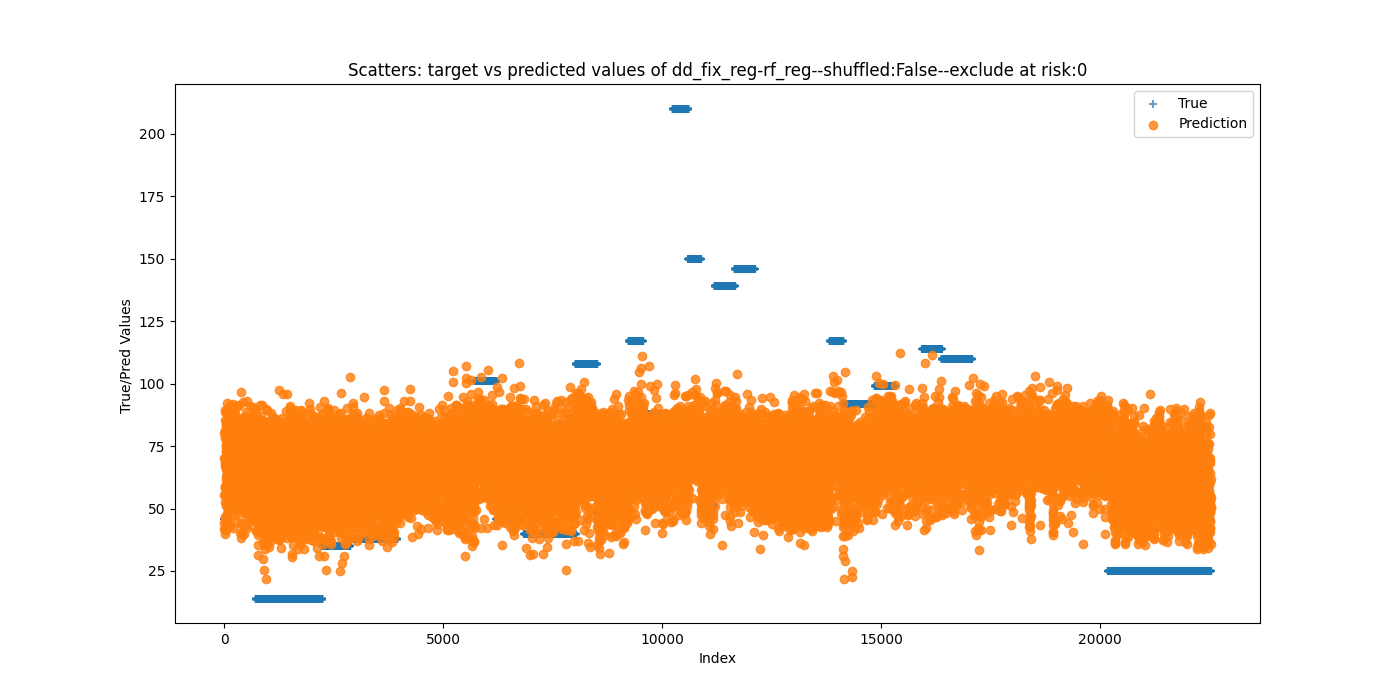 Scatters: target vs predicted values of dd_fix_reg-rf_reg--shuffled:False--exclude at risk:0
True
Prediction
True/Pred Values
200
175
150
125
100
75
50
25
0
5000
10000
15000
20000
Index